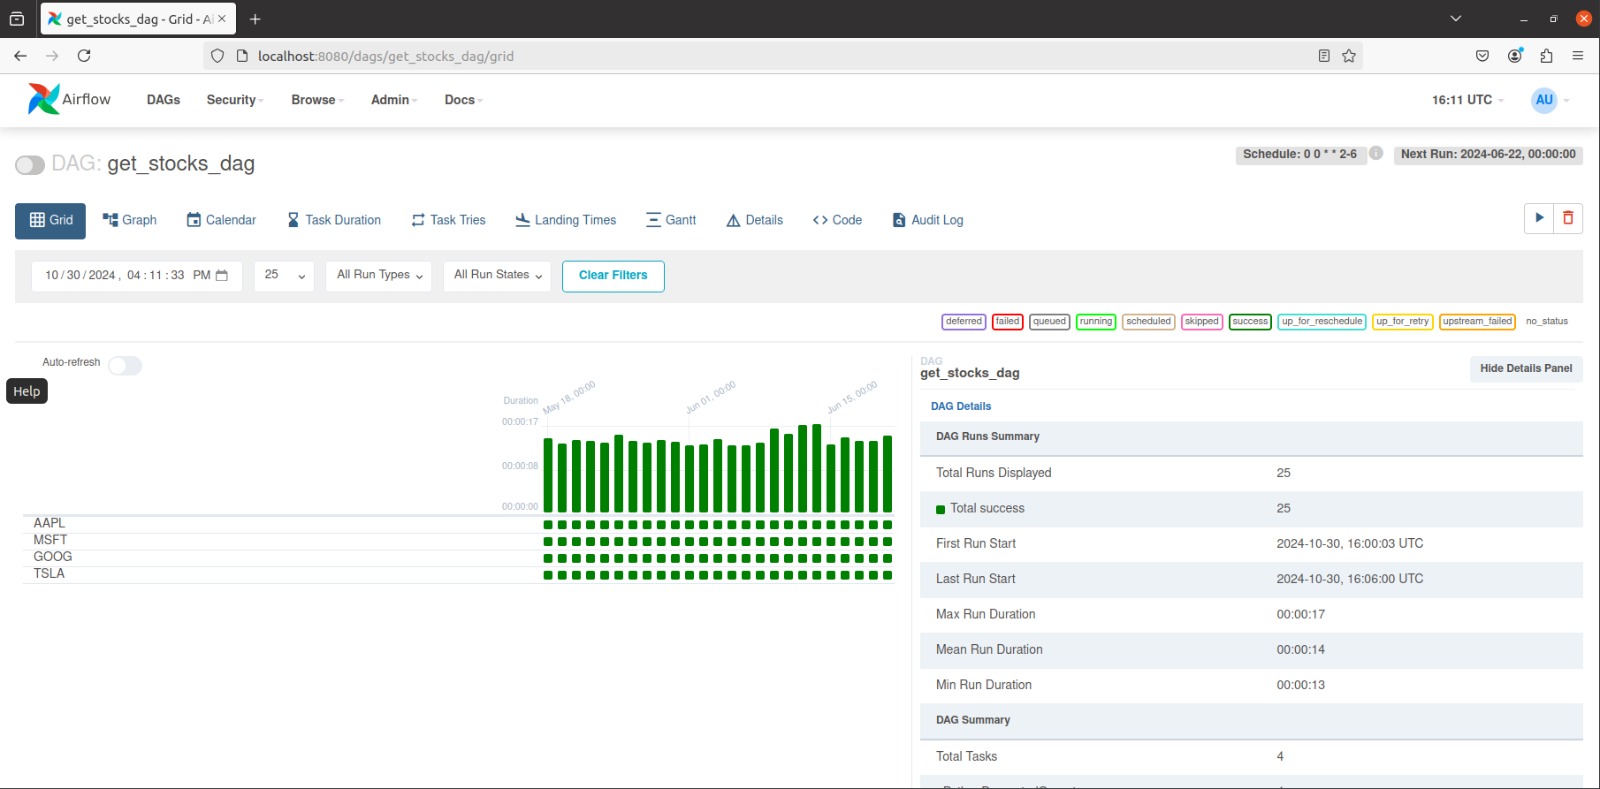 get_stocks_dag - Grid - Ai
localhost:8080/dags/get_stocks_dag/grid
Airflow DAGs Security Browse Admin Docs 16:11 UTC AU
DAG: get_stocks_dag
Schedule: 0 0 * * 2-6 Next Run: 2024-06-22, 00:00:00
Grid Graph Calendar Task Duration Task Tries Landing Times Gantt Details Code Audit Log
10/30/2024, 04:11:33 PM 25 All Run Types All Run States Clear Filters
deferred failed queued running scheduled skipped success up_for_reschedule up_for_retry upstream_failed no_status
Auto-refresh
Help
Duration May 18, 00:00 Jun 01, 00:00 Jun 15, 00:00
00:00:17
00:00:08
00:00:00
AAPL
MSFT
GOOG
TSLA
DAG
get_stocks_dag
Hide Details Panel
DAG Details
DAG Runs Summary
Total Runs Displayed 25
Total success 25
First Run Start 2024-10-30, 16:00:03 UTC
Last Run Start 2024-10-30, 16:06:00 UTC
Max Run Duration 00:00:17
Mean Run Duration 00:00:14
Min Run Duration 00:00:13
DAG Summary
Total Tasks 4